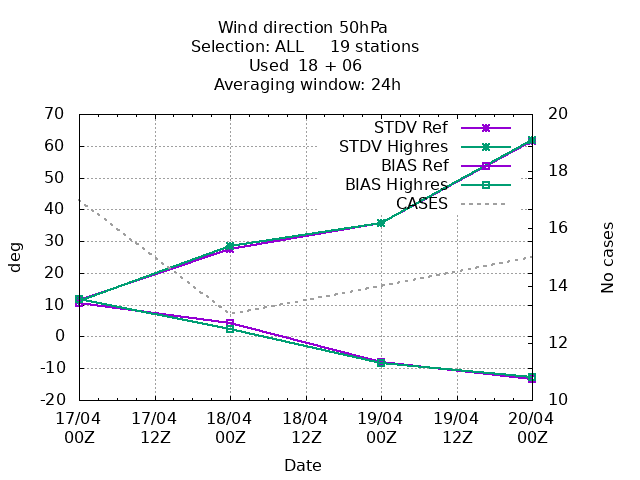 Wind direction 50hPa
Selection: ALL 19 stations
Used 18 + 06
Averaging window: 24h
70
60
50
40
30
20
10
0
-10
-20
deg
20
18
16
14
12
10
No cases
STDV Ref
STDV Highres
BIAS Ref
BIAS Highres
CASES
17/04 17/04 18/04 18/04 19/04 19/04 20/04
00Z 12Z 00Z 12Z 00Z 12Z 00Z
Date